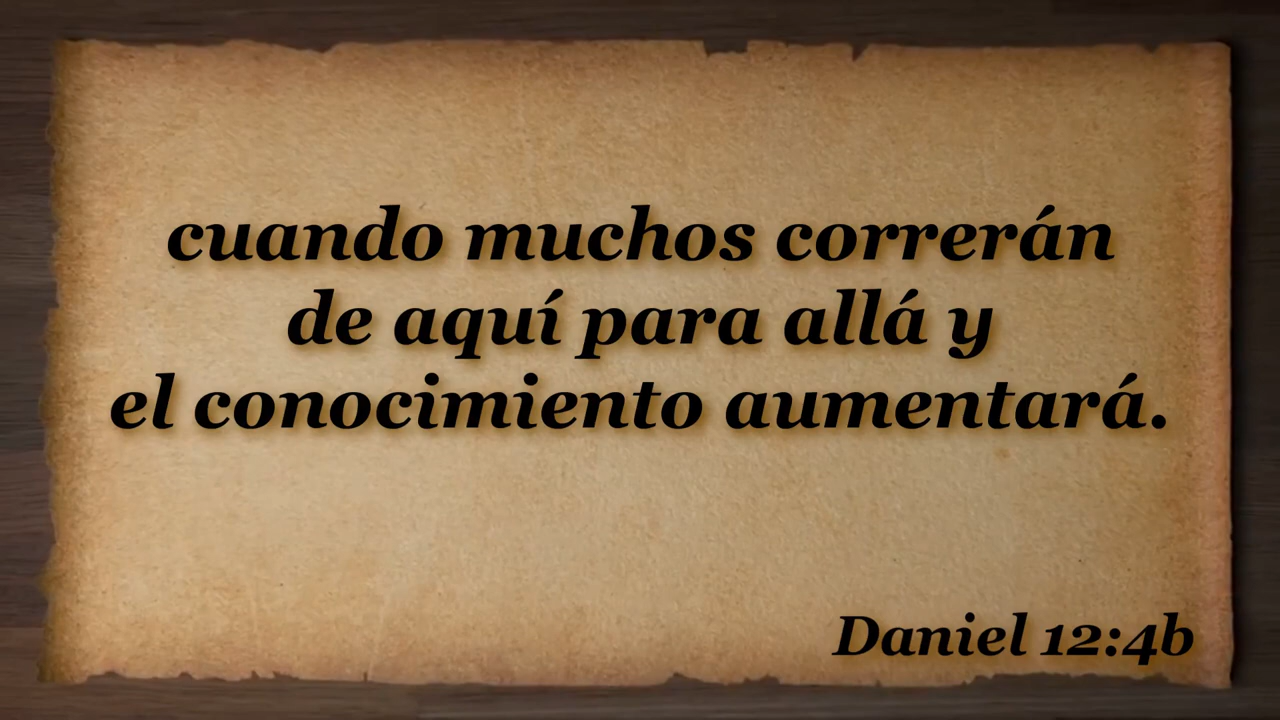 cuando muchos correrán
de aquí para allá y
el conocimiento aumentará.
Daniel 12:4b